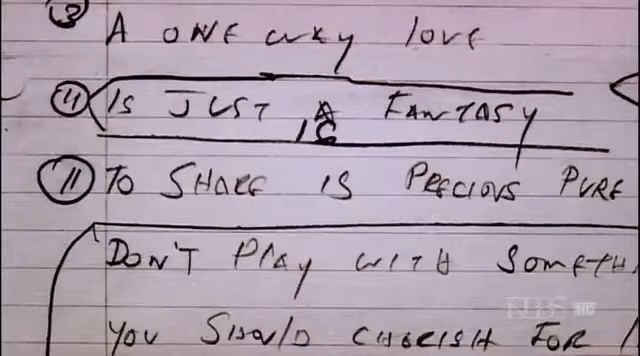 A ONE WAY LOVE
11 IS JUST A FANTASY
16
11 TO SHARE IS PRECIOUS PURE
DON'T PLAY WITH SOMETH
YOU SHOULD CHERISH FOR